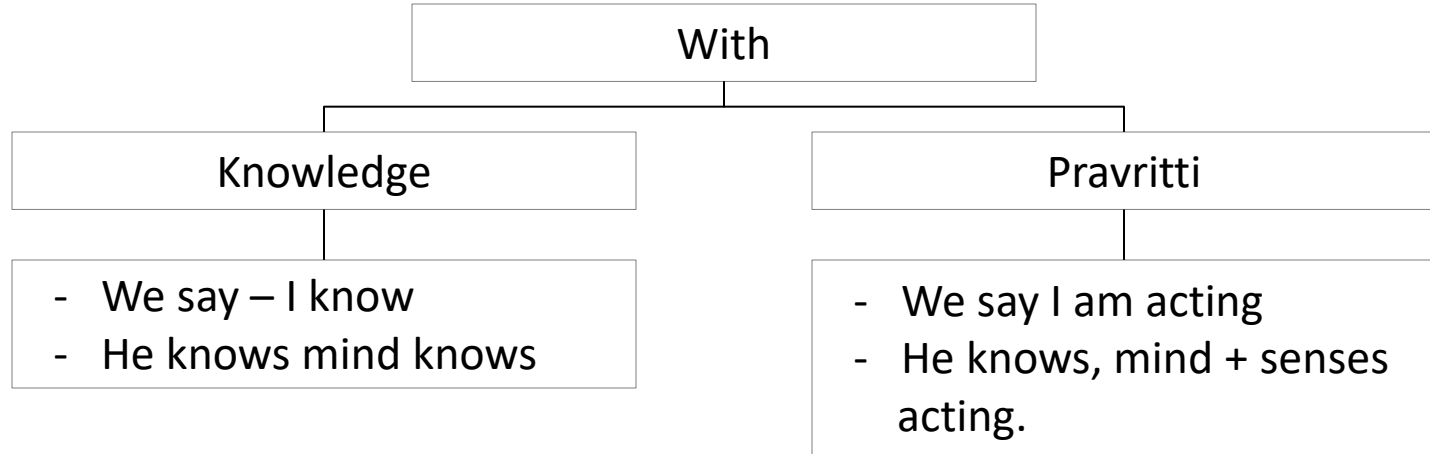 With
Knowledge
Pravritti
- We say – I know
- He knows mind knows
- We say I am acting
- He knows, mind + senses
acting.